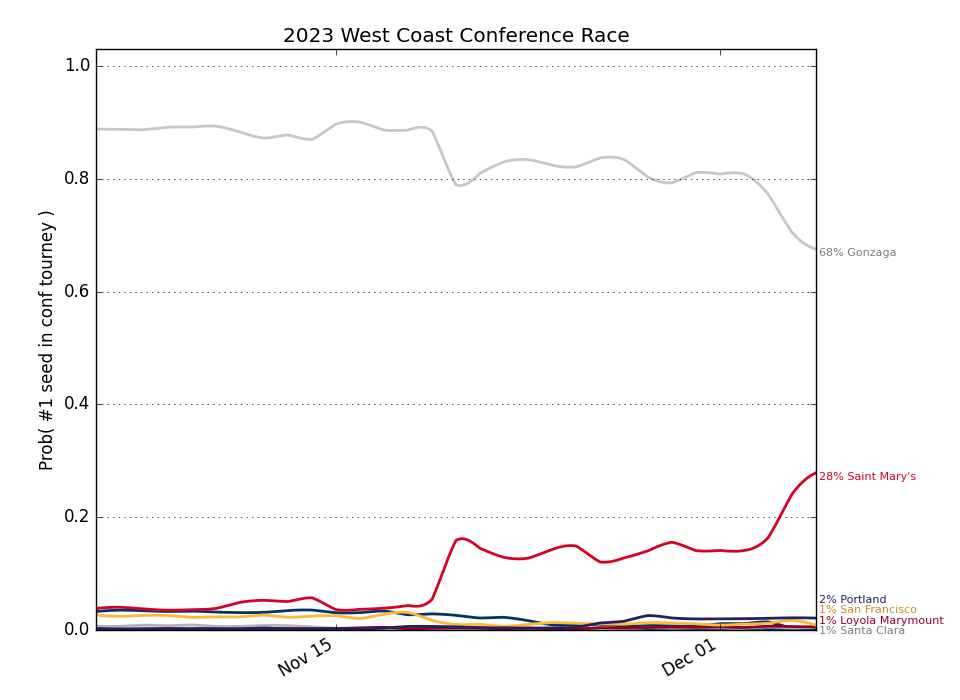 2023 West Coast Conference Race
1.0
0.8
0.6
0.4
0.2
0.0
Prob( #1 seed in conf tourney )
68% Gonzaga
28% Saint Mary's
2% Portland
1% San Francisco
1% Loyola Marymount
1% Santa Clara
Nov 15
Dec 01